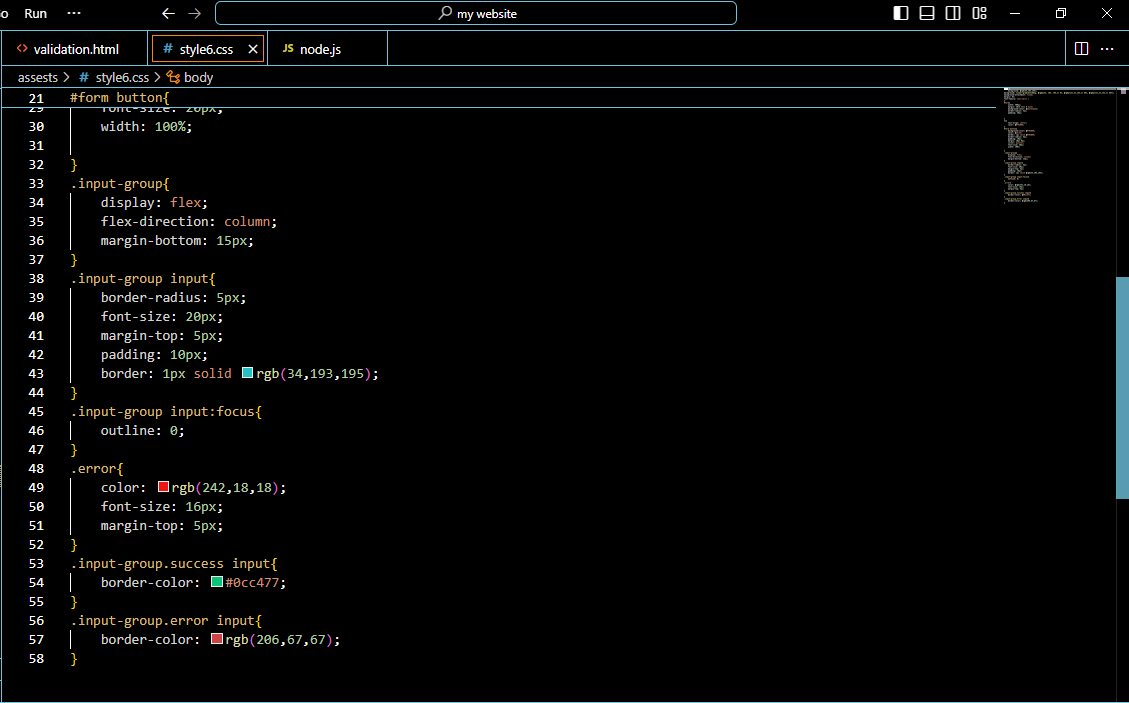 o Run ··· my website
validation.html # style6.css JS node.js ···
assests > # style6.css > body
21 #form button{
29 font-size: 20px;
30 width: 100%;
31
32 }
33 .input-group{
34 display: flex;
35 flex-direction: column;
36 margin-bottom: 15px;
37 }
38 .input-group input{
39 border-radius: 5px;
40 font-size: 20px;
41 margin-top: 5px;
42 padding: 10px;
43 border: 1px solid rgb(34,193,195);
44 }
45 .input-group input:focus{
46 outline: 0;
47 }
48 .error{
49 color: rgb(242,18,18);
50 font-size: 16px;
51 margin-top: 5px;
52 }
53 .input-group.success input{
54 border-color: #0cc477;
55 }
56 .input-group.error input{
57 border-color: rgb(206,67,67);
58 }